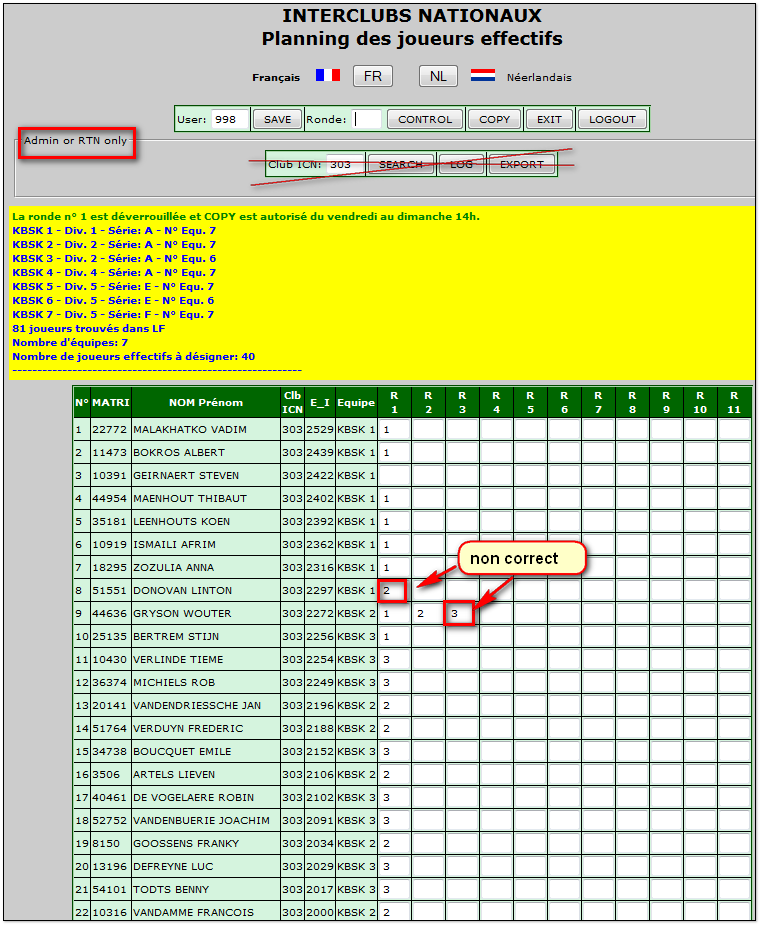 INTERCLUBS NATIONAUX
Planning des joueurs effectifs
Français FR NL Néerlandais
User: 998 SAVE Ronde: CONTROL COPY EXIT LOGOUT
Admin or RTN only
Club ICN: 303 SEARCH LOG EXPORT
La ronde n° 1 est déverrouillée et COPY est autorisé du vendredi au dimanche 14h.
KBSK 1 - Div. 1 - Série: A - N° Equ. 7
KBSK 2 - Div. 2 - Série: A - N° Equ. 7
KBSK 3 - Div. 2 - Série: A - N° Equ. 6
KBSK 4 - Div. 4 - Série: A - N° Equ. 7
KBSK 5 - Div. 5 - Série: E - N° Equ. 7
KBSK 6 - Div. 5 - Série: E - N° Equ. 6
KBSK 7 - Div. 5 - Série: F - N° Equ. 7
81 joueurs trouvés dans LF
Nombre d'équipes: 7
Nombre de joueurs effectifs à désigner: 40
----------------------------------------------------------
N° MATRI NOM Prénom Clb ICN E_I Equipe R 1 R 2 R 3 R 4 R 5 R 6 R 7 R 8 R 9 R 10 R 11
1 22772 MALAKHATKO VADIM 303 2529 KBSK 1 1
2 11473 BOKROS ALBERT 303 2439 KBSK 1 1
3 10391 GEIRNAERT STEVEN 303 2422 KBSK 1
4 44954 MAENHOUT THIBAUT 303 2402 KBSK 1 1
5 35181 LEENHOUTS KOEN 303 2392 KBSK 1 1
6 10919 ISMAILI AFRIM 303 2362 KBSK 1 1
7 18295 ZOZULIA ANNA 303 2316 KBSK 1 1
non correct
8 51551 DONOVAN LINTON 303 2297 KBSK 1 2
9 44636 GRYSON WOUTER 303 2272 KBSK 2 1 2 3
10 25135 BERTREM STIJN 303 2256 KBSK 3 1
11 10430 VERLINDE TIEME 303 2254 KBSK 3 3
12 36374 MICHIELS ROB 303 2249 KBSK 3 3
13 20141 VANDENDRIESSCHE JAN 303 2196 KBSK 2 2
14 51764 VERDUYN FREDERIC 303 2188 KBSK 2 2
15 34738 BOUCQUET EMILE 303 2152 KBSK 3 3
16 3506 ARTELS LIEVEN 303 2106 KBSK 2 2
17 40461 DE VOGELAERE ROBIN 303 2102 KBSK 3 3
18 52752 VANDENBUERIE JOACHIM 303 2091 KBSK 3 3
19 8150 GOOSSENS FRANKY 303 2034 KBSK 2 2
20 13196 DEFREYNE LUC 303 2029 KBSK 3 3
21 54101 TODTS BENNY 303 2017 KBSK 3 3
22 10316 VANDAMME FRANCOIS 303 2000 KBSK 2 2